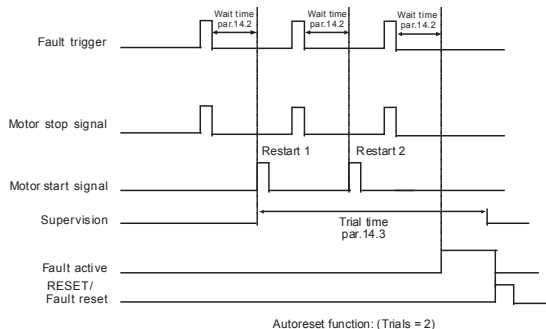 Wait time
par.14.2
Wait time
par.14.2
Wait time
par.14.2
Fault trigger
Motor stop signal
Restart 1
Restart 2
Motor start signal
Supervision
Trial time
par.14.3
Fault active
RESET/
Fault reset
Autoreset function: (Trials = 2)